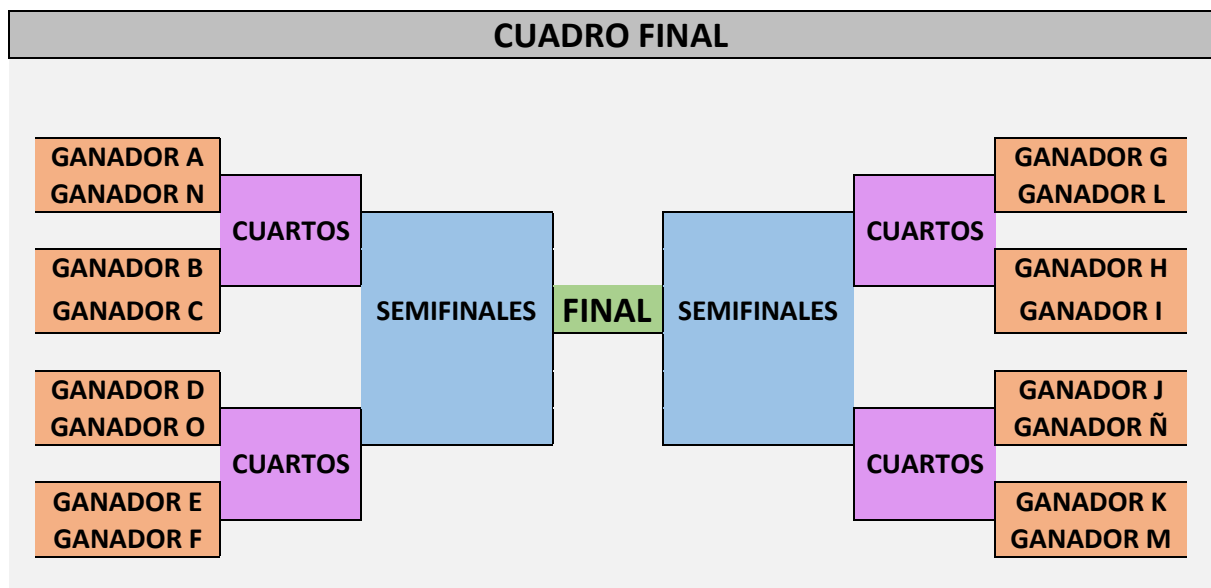 CUADRO FINAL
GANADOR A
GANADOR N
CUARTOS
GANADOR B
GANADOR C
SEMIFINALES
GANADOR D
GANADOR O
CUARTOS
GANADOR E
GANADOR F
FINAL
SEMIFINALES
GANADOR G
GANADOR L
CUARTOS
GANADOR H
GANADOR I
GANADOR J
GANADOR Ñ
CUARTOS
GANADOR K
GANADOR M